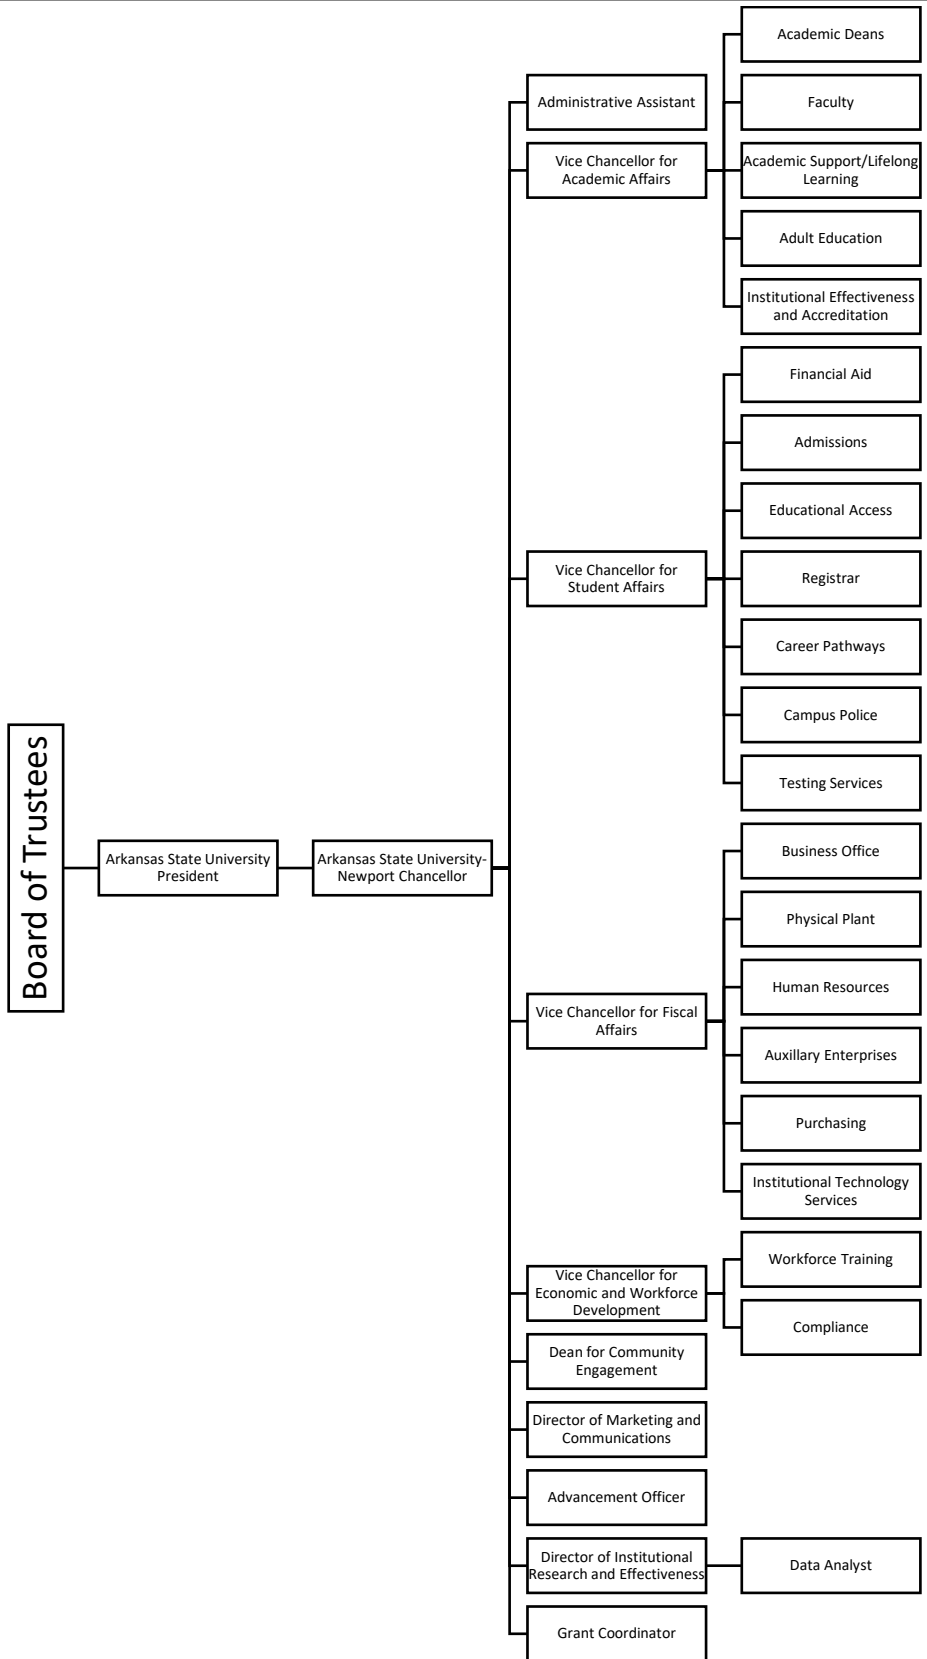 Board of Trustees
Arkansas State University
President
Arkansas State University-
Newport Chancellor
Administrative Assistant
Vice Chancellor for
Academic Affairs
Academic Deans
Faculty
Academic Support/Lifelong
Learning
Adult Education
Institutional Effectiveness
and Accreditation
Vice Chancellor for
Student Affairs
Financial Aid
Admissions
Educational Access
Registrar
Career Pathways
Campus Police
Testing Services
Vice Chancellor for Fiscal
Affairs
Business Office
Physical Plant
Human Resources
Auxillary Enterprises
Purchasing
Institutional Technology
Services
Vice Chancellor for
Economic and Workforce
Development
Workforce Training
Compliance
Dean for Community
Engagement
Director of Marketing and
Communications
Advancement Officer
Director of Institutional
Research and Effectiveness
Data Analyst
Grant Coordinator